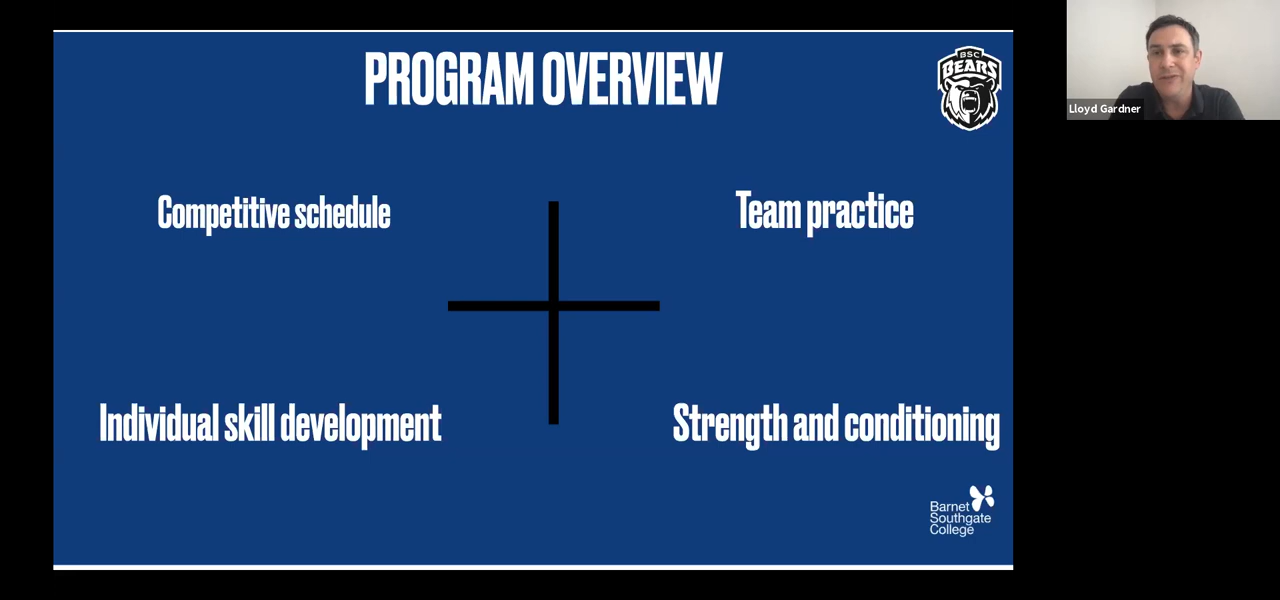 PROGRAM OVERVIEW
BSC
BEARS
Lloyd Gardner
Competitive schedule
Team practice
Individual skill development
Strength and conditioning
Barnet
Southgate
College